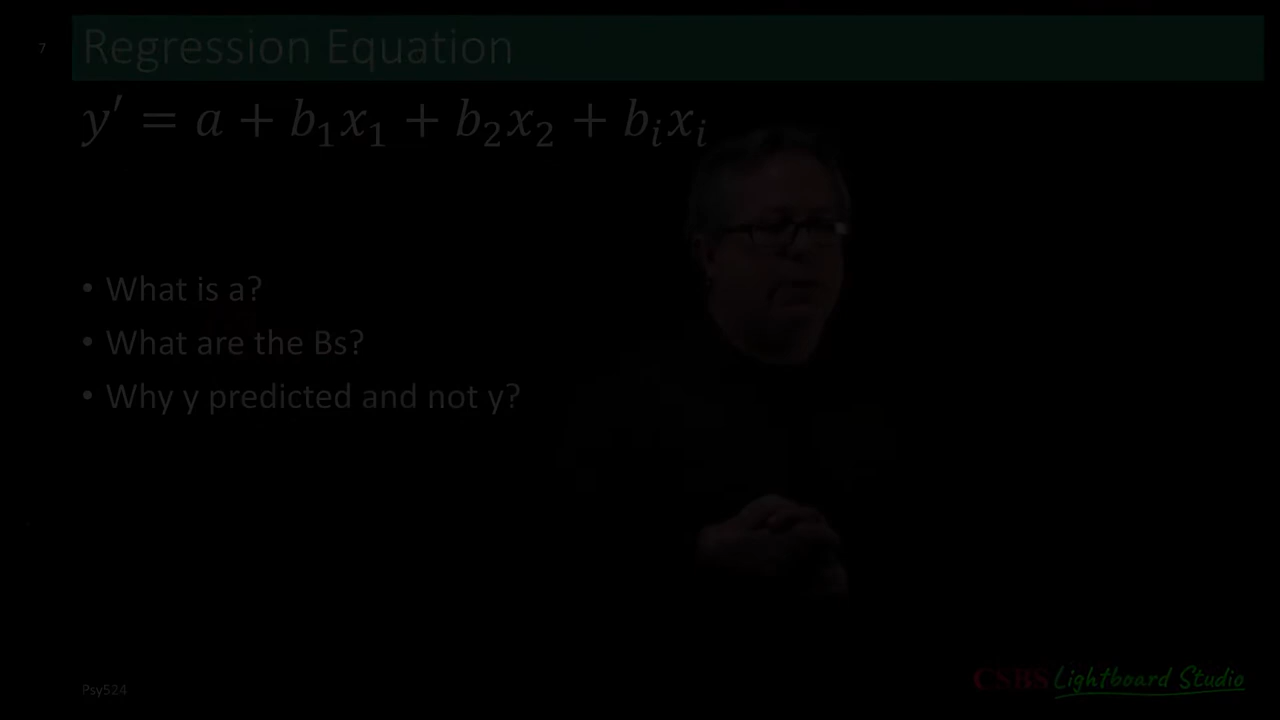 7
Regression Equation
y′ = a + b₁x₁ + b₂x₂ + bᵢxᵢ
• What is a?
• What are the Bs?
• Why y predicted and not y?
Psy524
CSBS Lightboard Studio